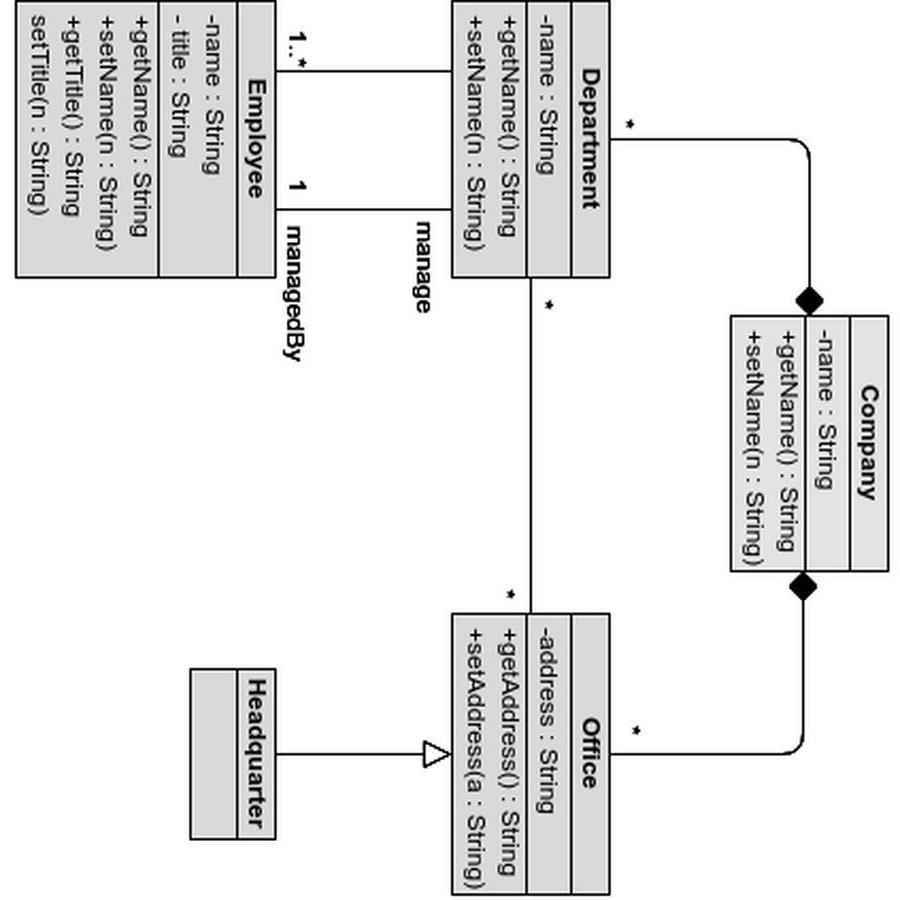 Company
-name : String
+getName() : String
+setName(n : String)
*
*
Department
-name : String
+getName() : String
+setName(n : String)
*
*
Office
-address : String
+getAddress() : String
+setAddress(a : String)
manage
1..*
1
managedBy
Employee
-name : String
- title : String
+getName() : String
+setName(n : String)
+getTitle() : String
setTitle(n : String)
Headquarter